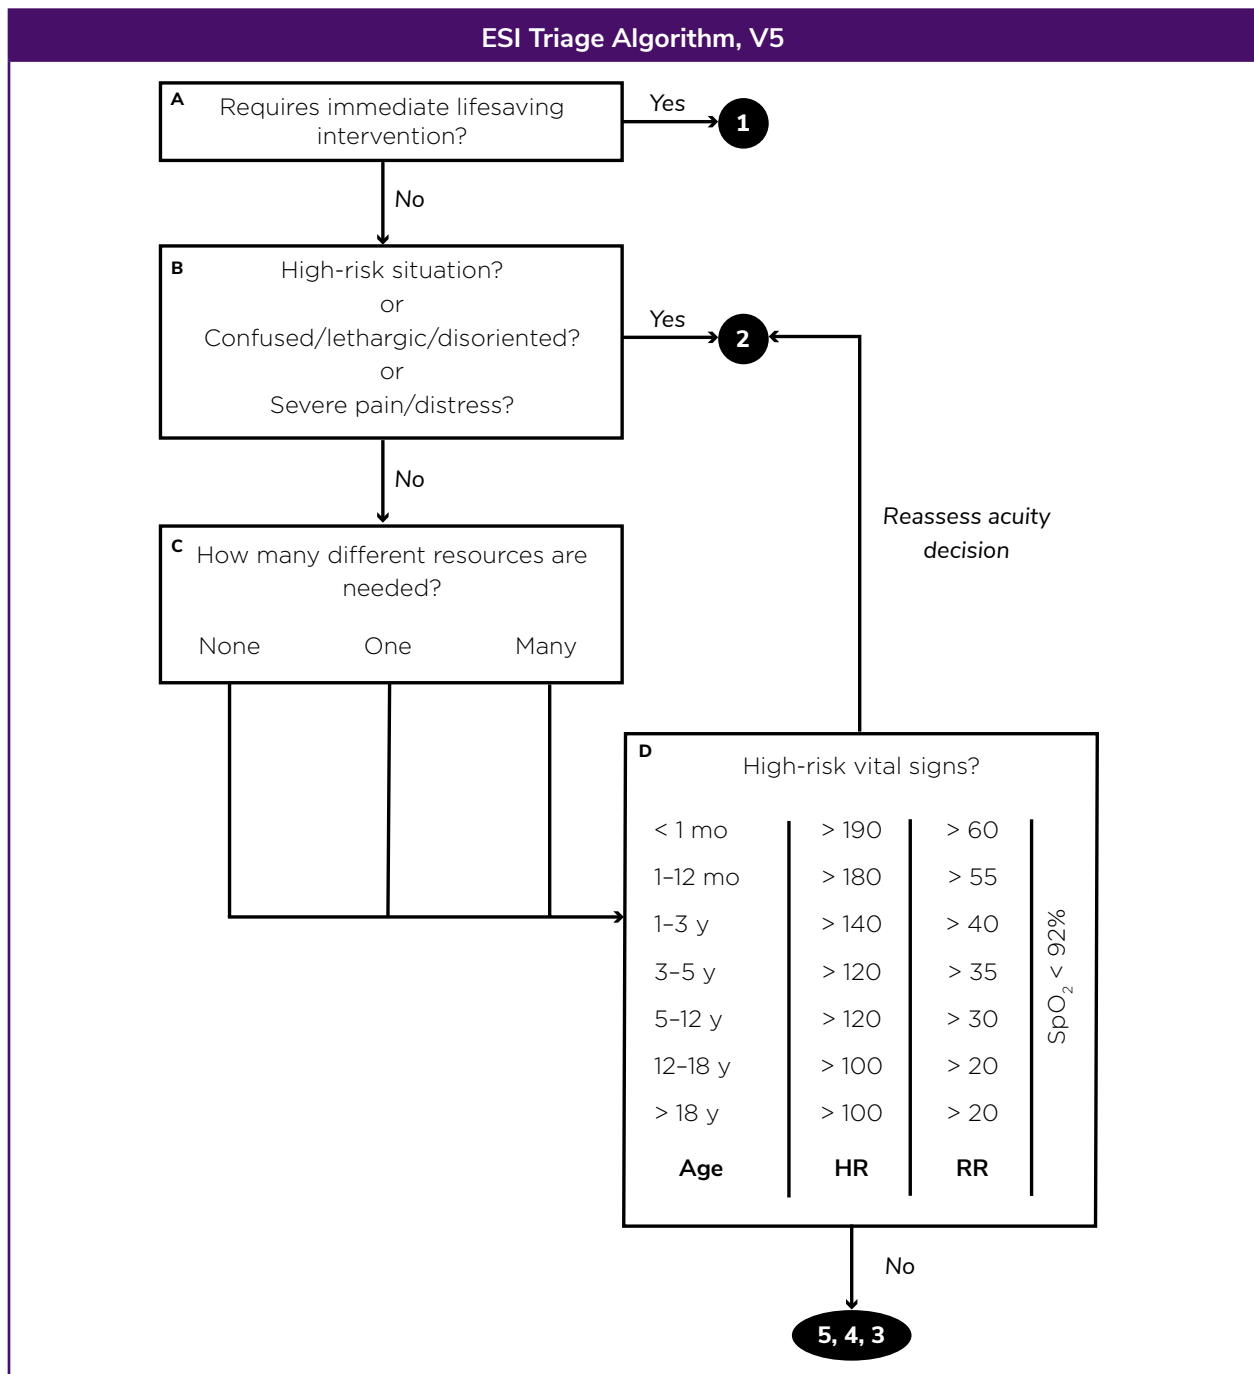 ESI Triage Algorithm, V5
A
Requires immediate lifesaving
intervention?
Yes
1
No
B
High-risk situation?
or
Confused/lethargic/disoriented?
or
Severe pain/distress?
Yes
2
No
Reassess acuity
decision
C
How many different resources are
needed?
None One Many
D
High-risk vital signs?
< 1 mo > 190 > 60
1–12 mo > 180 > 55
1–3 y > 140 > 40
3–5 y > 120 > 35
5–12 y > 120 > 30
12–18 y > 100 > 20
> 18 y > 100 > 20
Age HR RR
SpO₂ < 92%
No
5, 4, 3